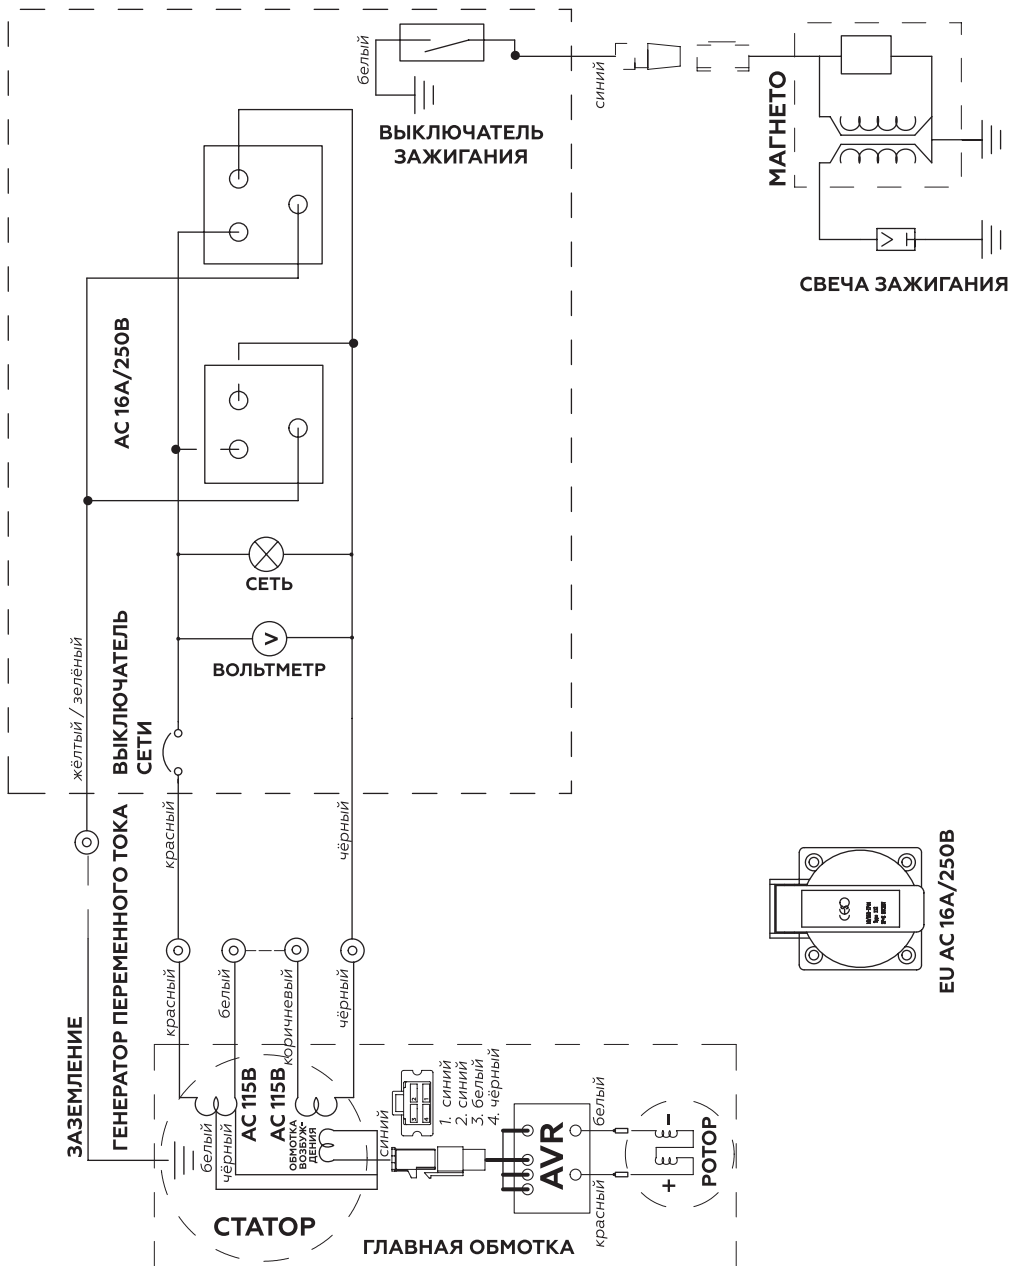 белый
ВЫКЛЮЧАТЕЛЬ
ЗАЖИГАНИЯ
синий
МАГНЕТО
СВЕЧА ЗАЖИГАНИЯ
AC 16A/250B
СЕТЬ
V
ВОЛЬТМЕТР
жёлтый / зелёный
ВЫКЛЮЧАТЕЛЬ
СЕТИ
красный
чёрный
ГЕНЕРАТОР ПЕРЕМЕННОГО ТОКА
ЗАЗЕМЛЕНИЕ
красный
белый
коричневый
чёрный
AC 115B
AC 115B
белый
чёрный
ОБМОТКА
ВОЗБУЖ-
ДЕНИЯ
синий
1. синий
2. синий
3. белый
4. чёрный
AVR
белый
красный
+
−
РОТОР
СТАТОР
ГЛАВНАЯ ОБМОТКА
EU AC 16A/250B